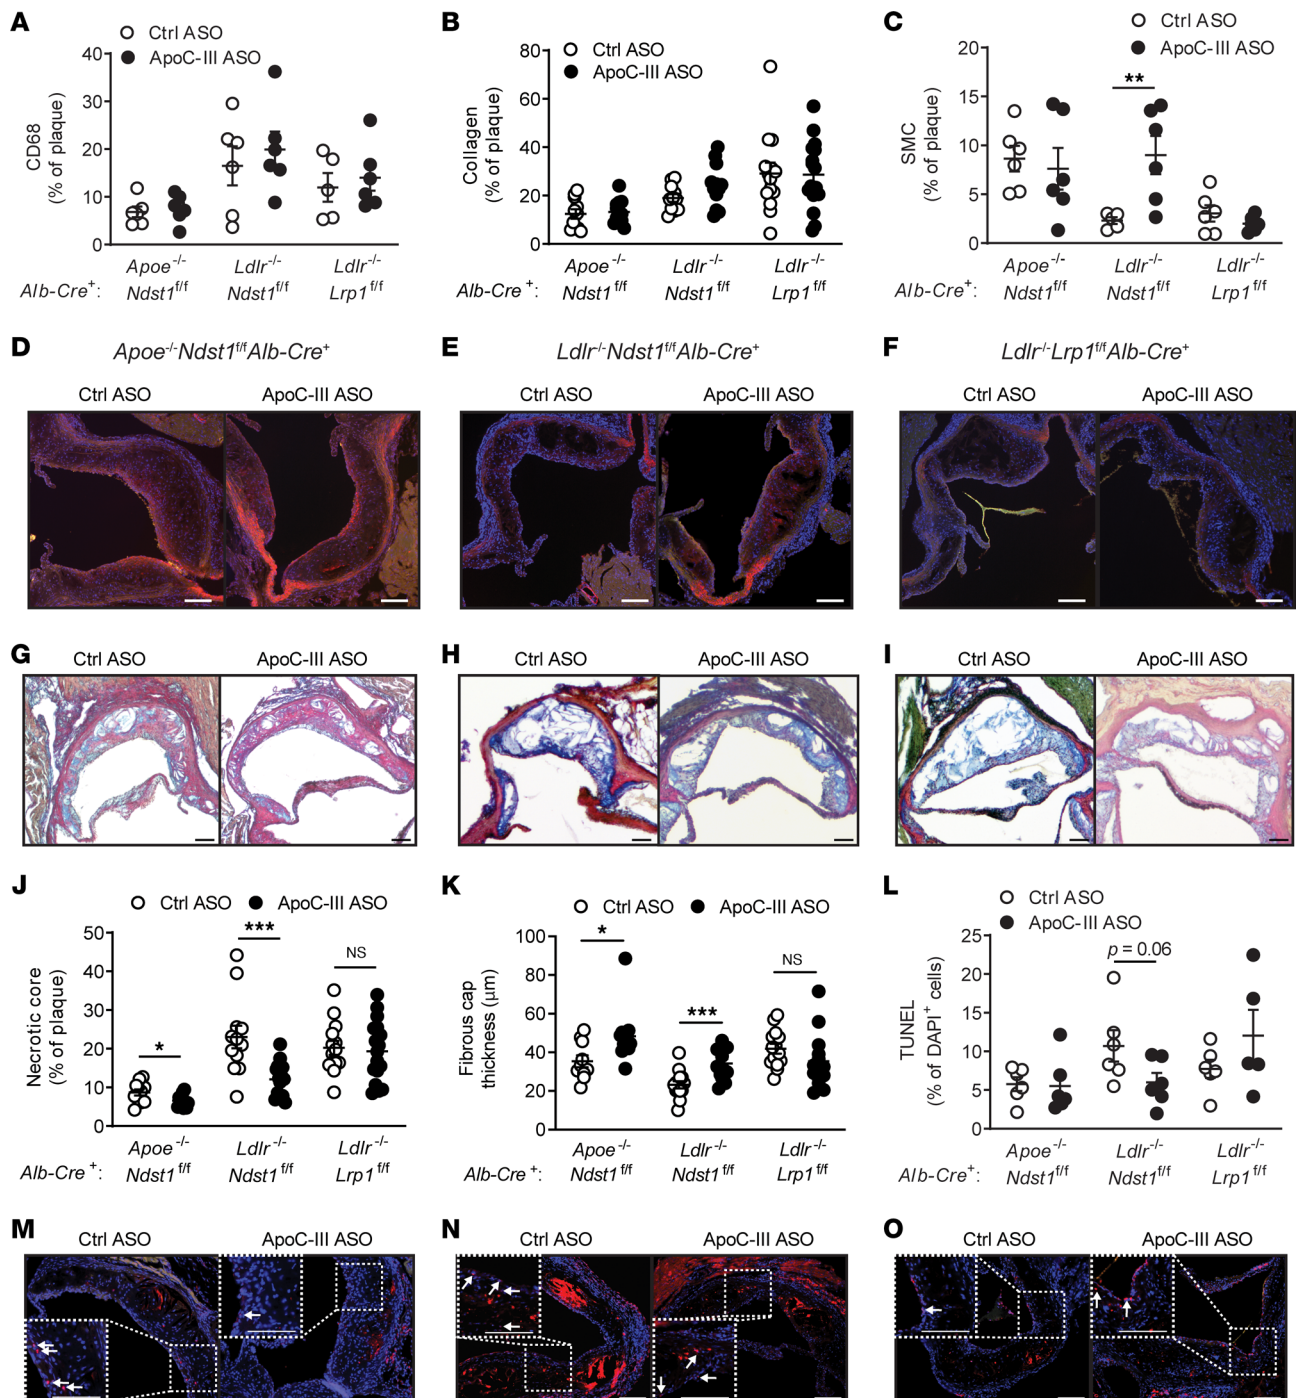 A
Ctrl ASO
ApoC-III ASO
CD68
(% of plaque)
40
30
20
10
0
Apoe-/- Ldlr-/- Ldlr-/-
Alb-Cre+: Ndst1f/f Ndst1f/f Lrp1f/f
B
Ctrl ASO
ApoC-III ASO
Collagen
(% of plaque)
80
60
40
20
0
Apoe-/- Ldlr-/- Ldlr-/-
Alb-Cre+: Ndst1f/f Ndst1f/f Lrp1f/f
C
Ctrl ASO
ApoC-III ASO
SMC
(% of plaque)
20
15
10
5
0
**
Apoe-/- Ldlr-/- Ldlr-/-
Alb-Cre+: Ndst1f/f Ndst1f/f Lrp1f/f
D Apoe-/-Ndst1f/fAlb-Cre+
Ctrl ASO ApoC-III ASO
E Ldlr-/-Ndst1f/fAlb-Cre+
Ctrl ASO ApoC-III ASO
F Ldlr-/-Lrp1f/fAlb-Cre+
Ctrl ASO ApoC-III ASO
G Ctrl ASO ApoC-III ASO
H Ctrl ASO ApoC-III ASO
I Ctrl ASO ApoC-III ASO
J
Ctrl ASO ApoC-III ASO
Necrotic core
(% of plaque)
50
40
30
20
10
0
* *** NS
Apoe-/- Ldlr-/- Ldlr-/-
Alb-Cre+: Ndst1f/f Ndst1f/f Lrp1f/f
K
Ctrl ASO ApoC-III ASO
Fibrous cap
thickness (μm)
100
80
60
40
20
0
* *** NS
Apoe-/- Ldlr-/- Ldlr-/-
Alb-Cre+: Ndst1f/f Ndst1f/f Lrp1f/f
L
Ctrl ASO
ApoC-III ASO
TUNEL
(% of DAPI+ cells)
25
20
15
10
5
0
p = 0.06
Apoe-/- Ldlr-/- Ldlr-/-
Alb-Cre+: Ndst1f/f Ndst1f/f Lrp1f/f
M Ctrl ASO ApoC-III ASO
N Ctrl ASO ApoC-III ASO
O Ctrl ASO ApoC-III ASO